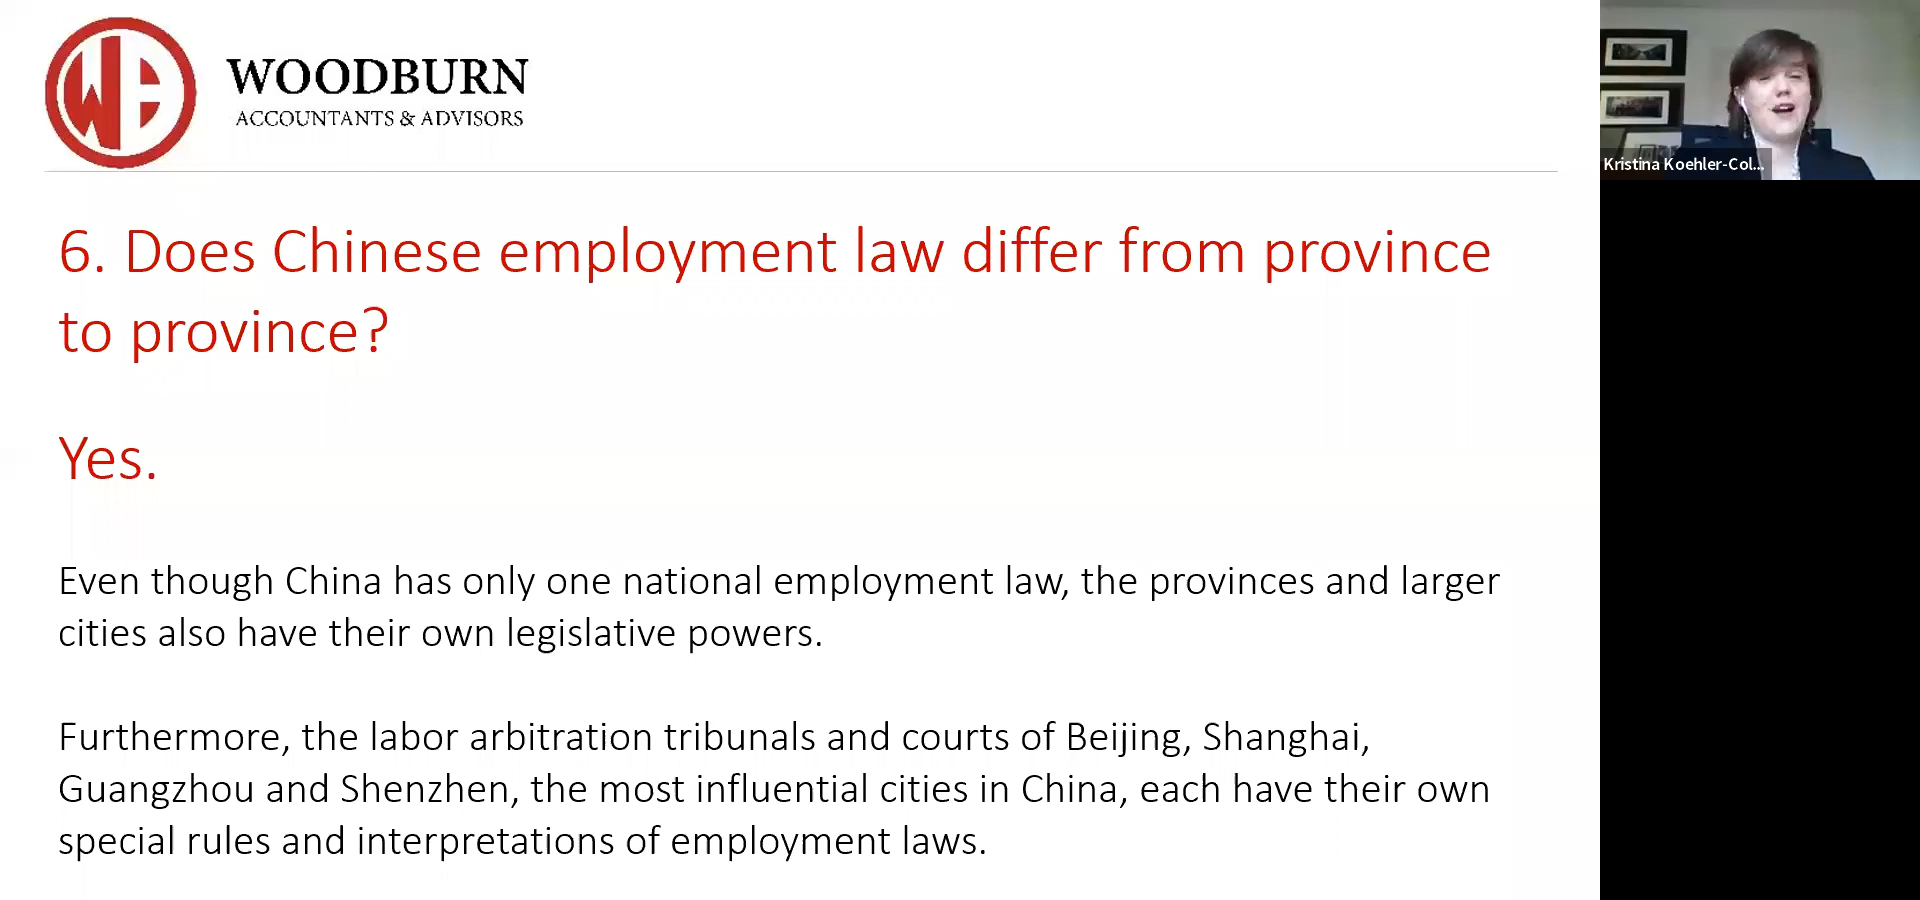 WOODBURN
ACCOUNTANTS & ADVISORS
Kristina Koehler-Col...
6. Does Chinese employment law differ from province
to province?
Yes.
Even though China has only one national employment law, the provinces and larger
cities also have their own legislative powers.
Furthermore, the labor arbitration tribunals and courts of Beijing, Shanghai,
Guangzhou and Shenzhen, the most influential cities in China, each have their own
special rules and interpretations of employment laws.